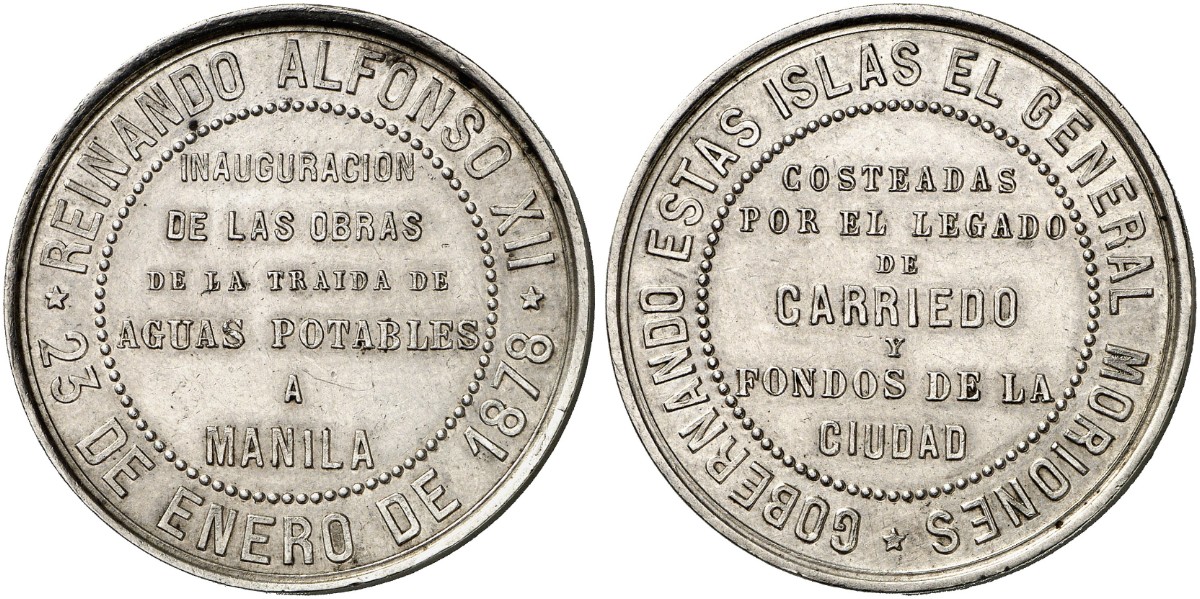 REINANDO ALFONSO XII
INAUGURACION
DE LAS OBRAS
DE LA TRAIDA DE
AGUAS POTABLES
A
MANILA
23 DE ENERO DE 1878
GOBERNANDO ESTAS ISLAS EL GENERAL MORIONES
COSTEADAS
POR EL LEGADO
DE
CARRIEDO
Y
FONDOS DE LA
CIUDAD